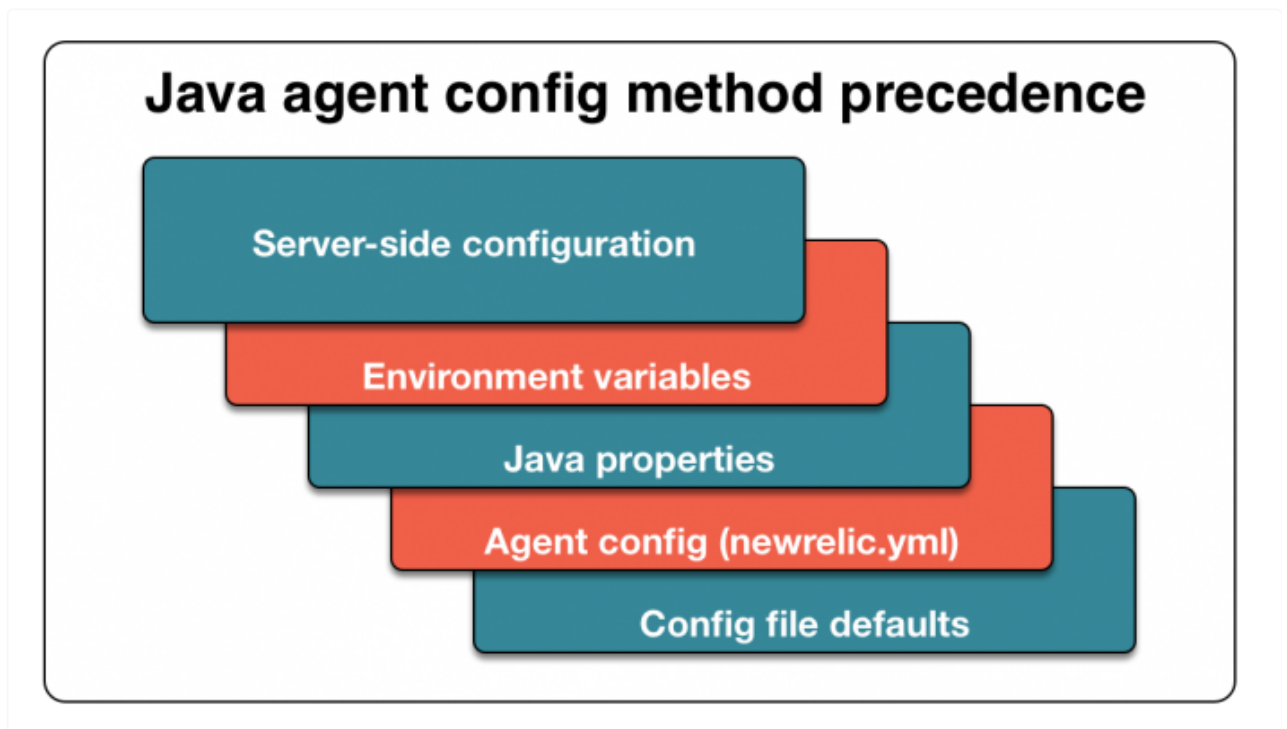 Java agent config method precedence
Server-side configuration
Environment variables
Java properties
Agent config (newrelic.yml)
Config file defaults